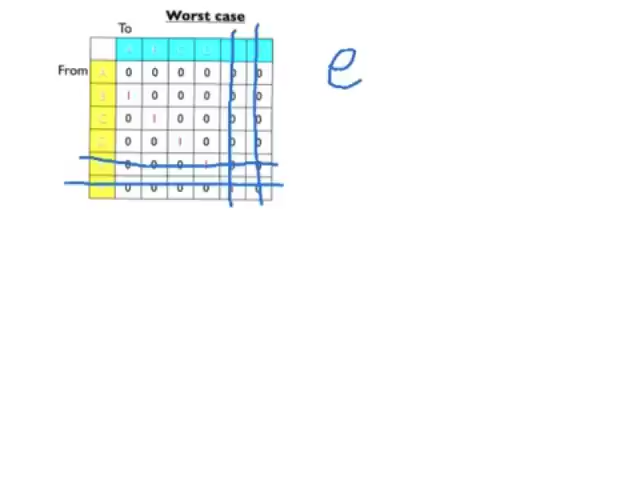 Worst case
To
A B C D
From A 0 0 0 0 0 0
B 1 0 0 0 0 0
C 0 1 0 0 0 0
D 0 0 1 0 0 0
0 0 0 1 0 0
0 0 0 0 1 0
e